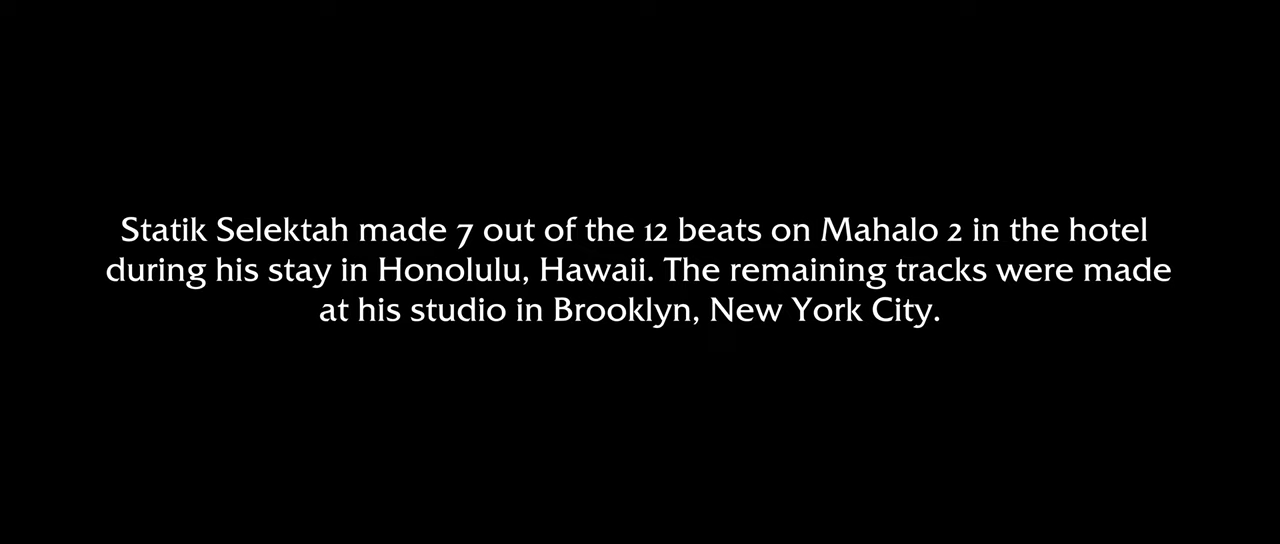 Statik Selektah made 7 out of the 12 beats on Mahalo 2 in the hotel
during his stay in Honolulu, Hawaii. The remaining tracks were made
at his studio in Brooklyn, New York City.